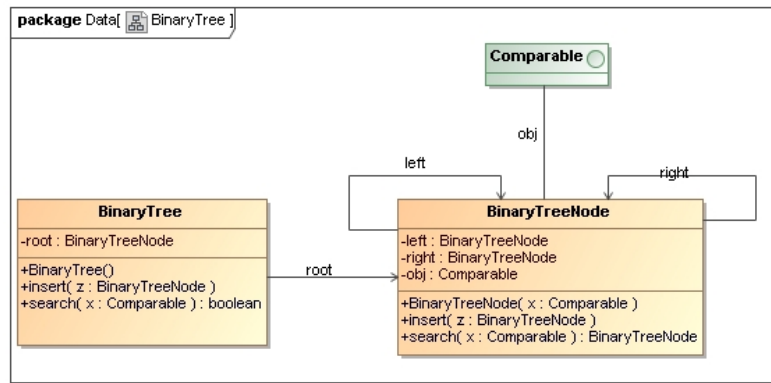 package Data[ BinaryTree ]
Comparable
obj
left
right
BinaryTree
-root : BinaryTreeNode
+BinaryTree()
+insert( z : BinaryTreeNode )
+search( x : Comparable ) : boolean
root
BinaryTreeNode
-left : BinaryTreeNode
-right : BinaryTreeNode
-obj : Comparable
+BinaryTreeNode( x : Comparable )
+insert( z : BinaryTreeNode )
+search( x : Comparable ) : BinaryTreeNode